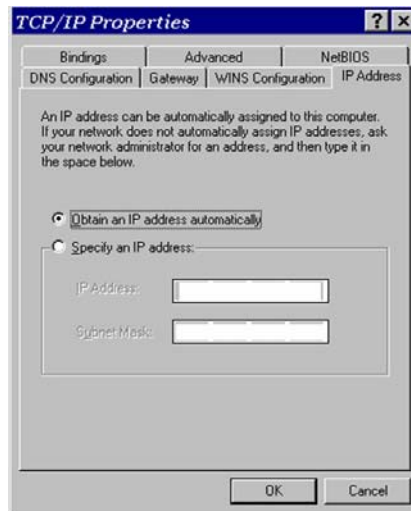 TCP/IP Properties
? X
Bindings Advanced NetBIOS
DNS Configuration Gateway WINS Configuration IP Address
An IP address can be automatically assigned to this computer.
If your network does not automatically assign IP addresses, ask
your network administrator for an address, and then type it in
the space below.
Obtain an IP address automatically
Specify an IP address:
IP Address:
Subnet Mask:
OK Cancel